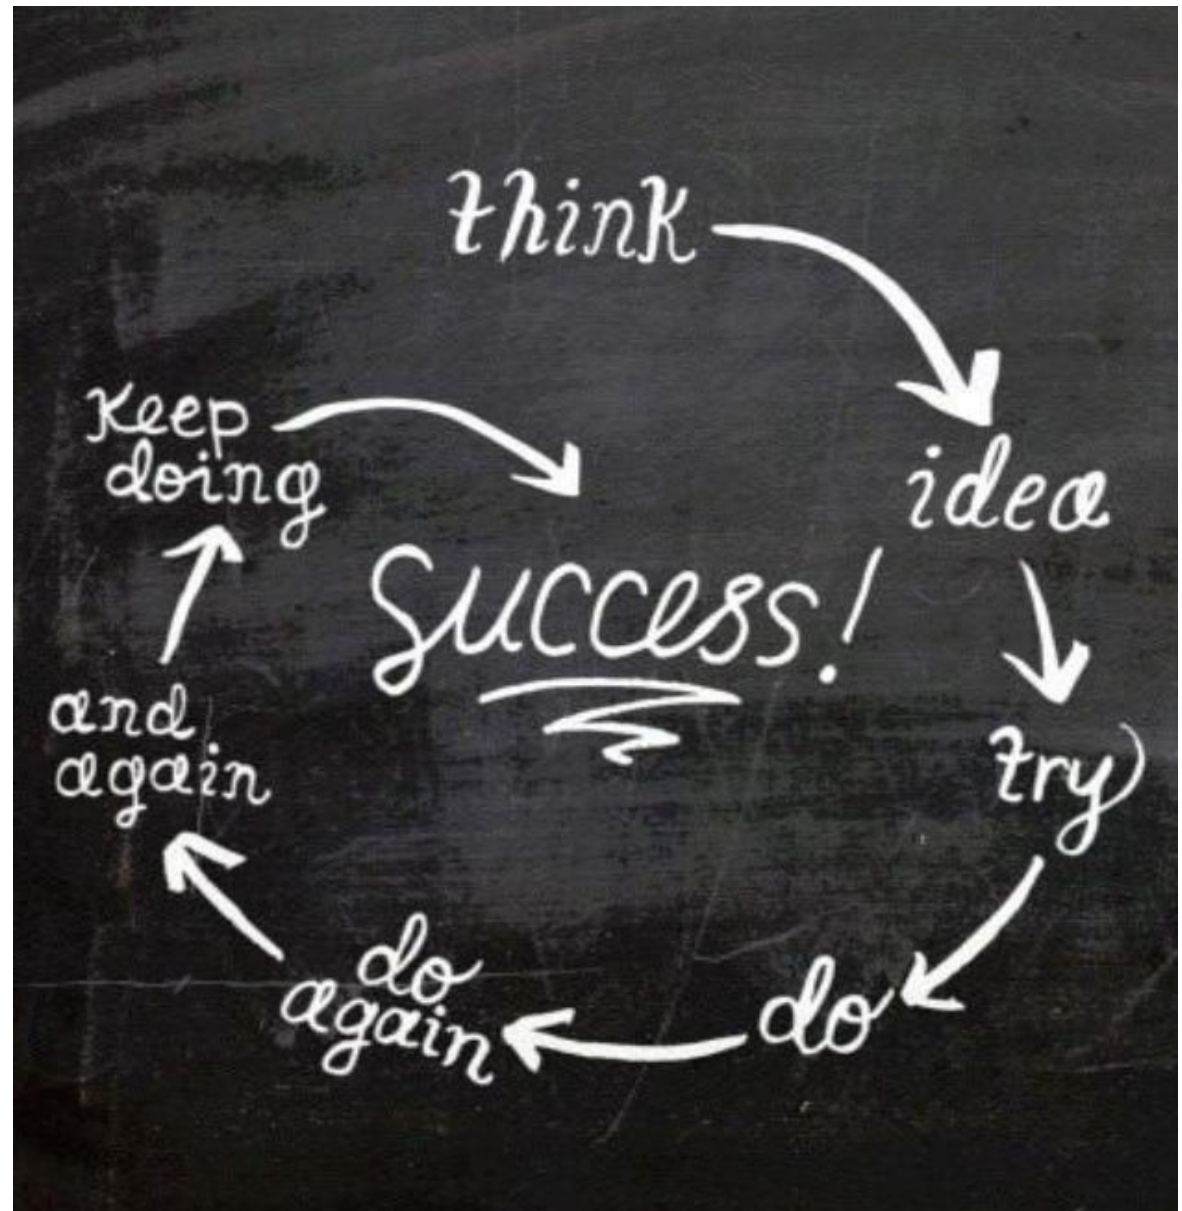 think
idea
try
do
do
again
and
again
keep
doing
success!